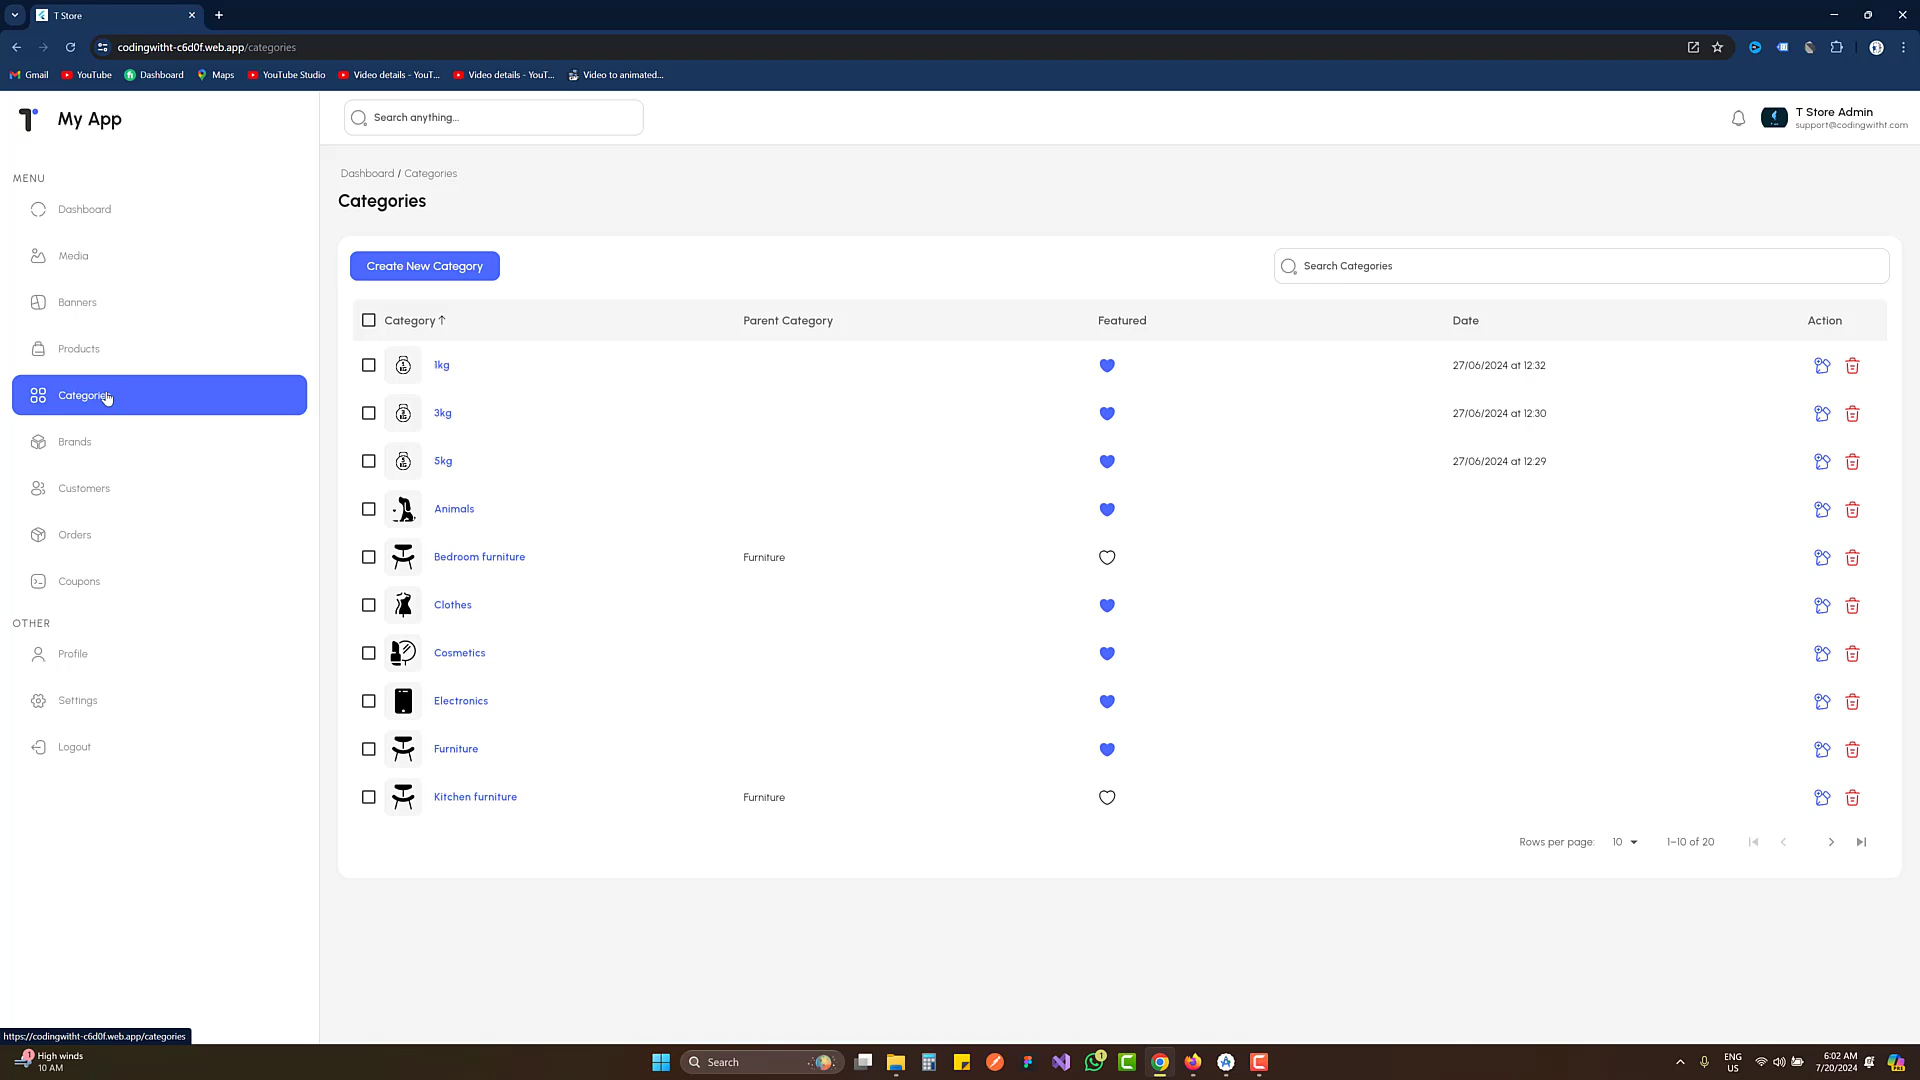 T Store
codingwitht-c6d0f.web.app/categories
Gmail YouTube Dashboard Maps YouTube Studio Video details - YouT... Video details - YouT... Video to animated...
My App
Search anything...
T Store Admin
support@codingwitht.com
MENU
Dashboard
Media
Banners
Products
Categories
Brands
Customers
Orders
Coupons
OTHER
Profile
Settings
Logout
Dashboard / Categories
Categories
Create New Category
Search Categories
Category Parent Category Featured Date Action
1kg 27/06/2024 at 12:32
3kg 27/06/2024 at 12:30
5kg 27/06/2024 at 12:29
Animals
Bedroom furniture Furniture
Clothes
Cosmetics
Electronics
Furniture
Kitchen furniture Furniture
Rows per page: 10 1–10 of 20
https://codingwitht-c6d0f.web.app/categories
1 High winds
10 AM
Search
1
ENG
US
6:02 AM
7/20/2024